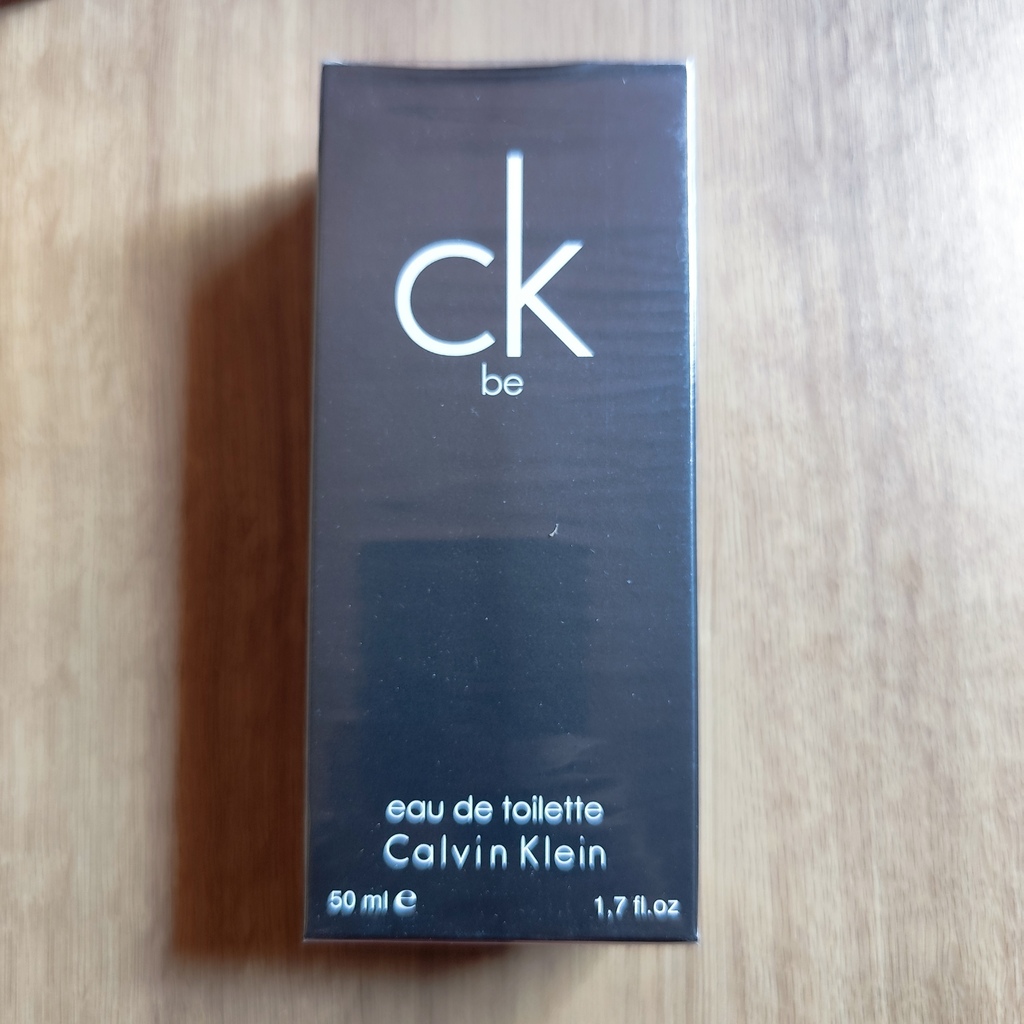 ck
be
eau de toilette
Calvin Klein
50 ml ℮
1.7 fl.oz